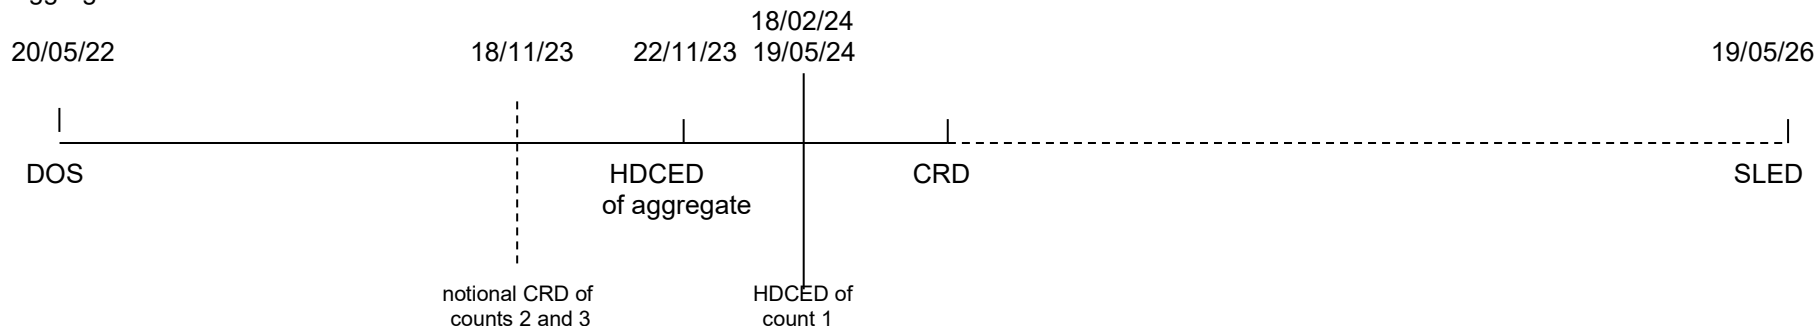 18/02/24
20/05/22 18/11/23 22/11/23 19/05/24 19/05/26
DOS HDCED CRD SLED
of aggregate
notional CRD of HDCED of
counts 2 and 3 count 1